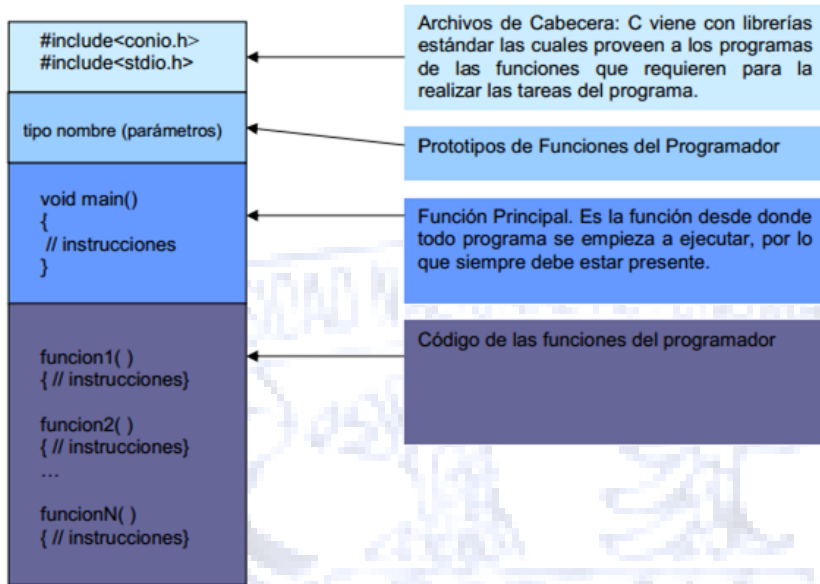 #include<conio.h>
#include<stdio.h>
tipo nombre (parámetros)
void main()
{
// instrucciones
}
funcion1( )
{ // instrucciones}
funcion2( )
{ // instrucciones}
…
funcionN( )
{ // instrucciones}
Archivos de Cabecera: C viene con librerías
estándar las cuales proveen a los programas
de las funciones que requieren para la
realizar las tareas del programa.
Prototipos de Funciones del Programador
Función Principal. Es la función desde donde
todo programa se empieza a ejecutar, por lo
que siempre debe estar presente.
Código de las funciones del programador